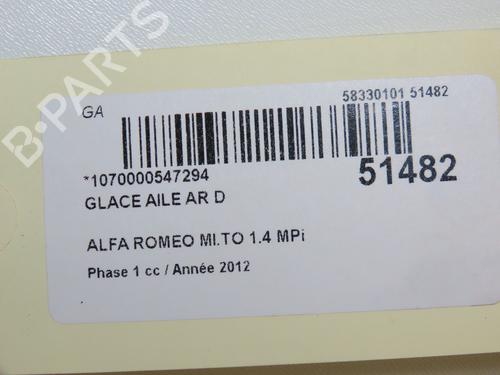 B-PARTS
GA
58330101 51482
*1070000547294
51482
GLACE AILE AR D
ALFA ROMEO MI.TO 1.4 MPi
Phase 1 cc / Année 2012